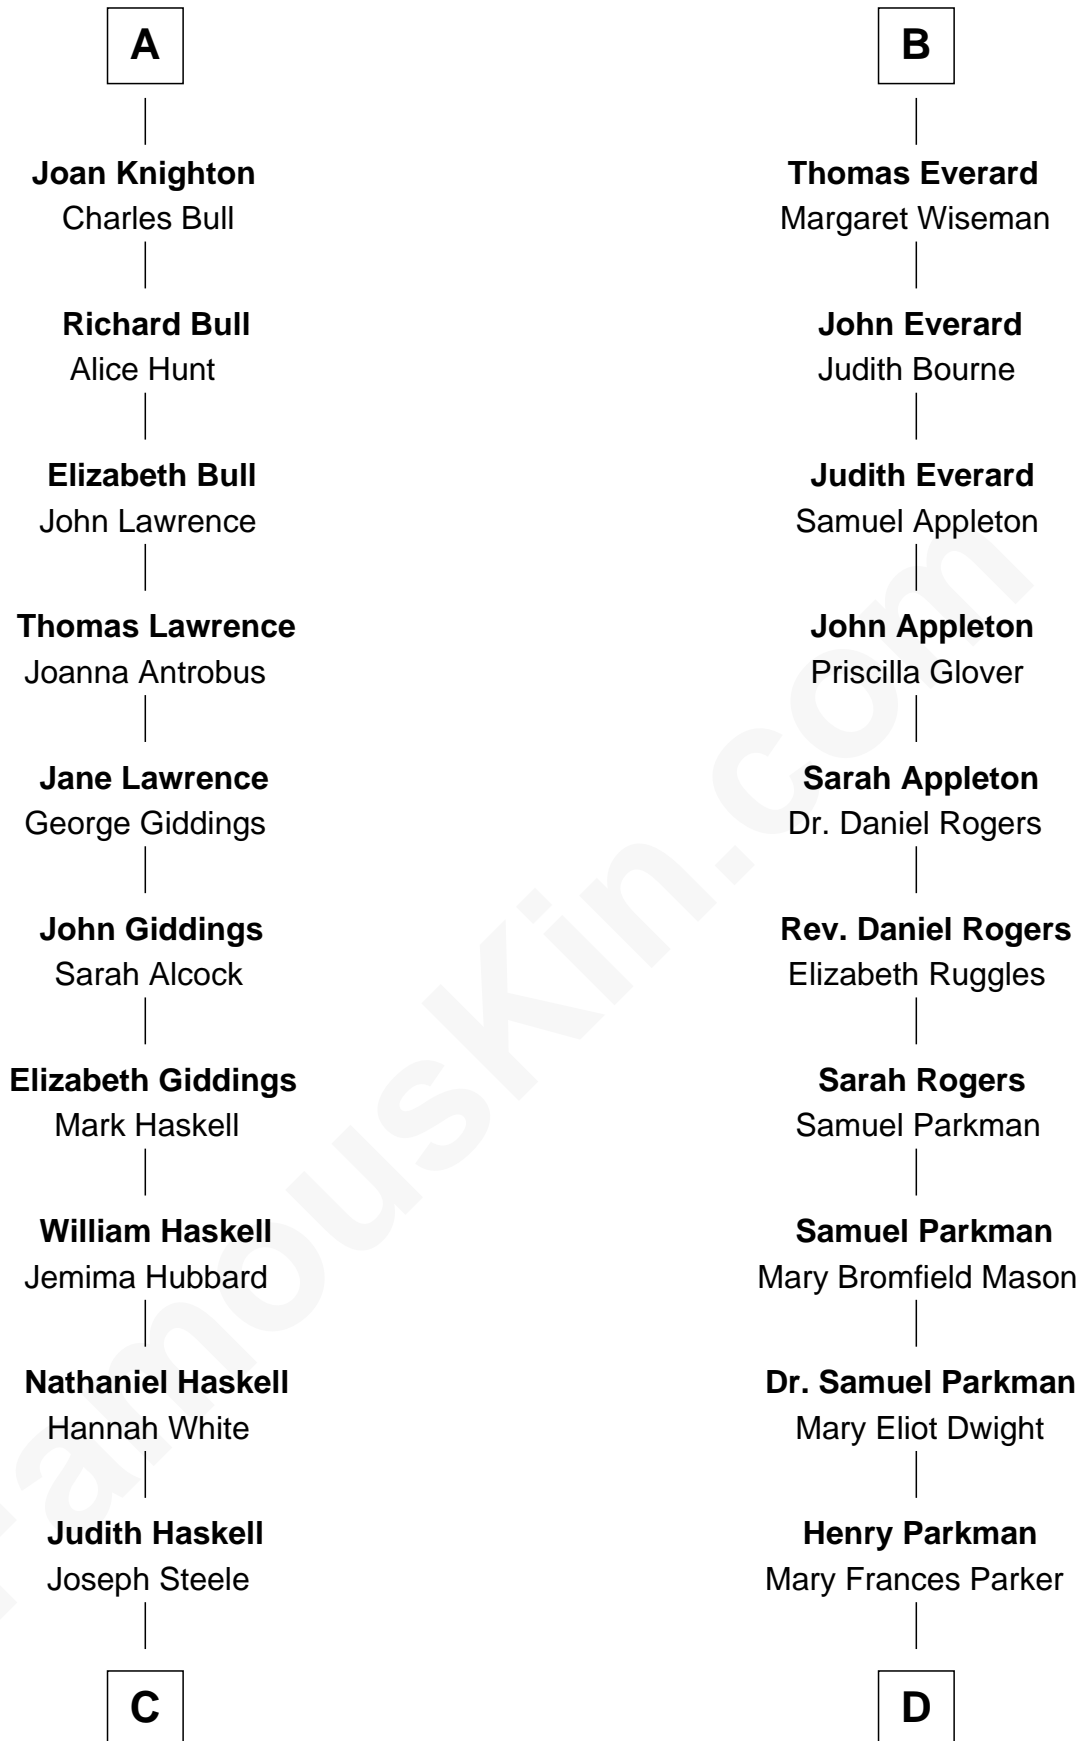 A
Joan Knighton
Charles Bull
Richard Bull
Alice Hunt
Elizabeth Bull
John Lawrence
Thomas Lawrence
Joanna Antrobus
Jane Lawrence
George Giddings
John Giddings
Sarah Alcock
Elizabeth Giddings
Mark Haskell
William Haskell
Jemima Hubbard
Nathaniel Haskell
Hannah White
Judith Haskell
Joseph Steele
C
B
Thomas Everard
Margaret Wiseman
John Everard
Judith Bourne
Judith Everard
Samuel Appleton
John Appleton
Priscilla Glover
Sarah Appleton
Dr. Daniel Rogers
Rev. Daniel Rogers
Elizabeth Ruggles
Sarah Rogers
Samuel Parkman
Samuel Parkman
Mary Bromfield Mason
Dr. Samuel Parkman
Mary Eliot Dwight
Henry Parkman
Mary Frances Parker
D
FamousKin.com